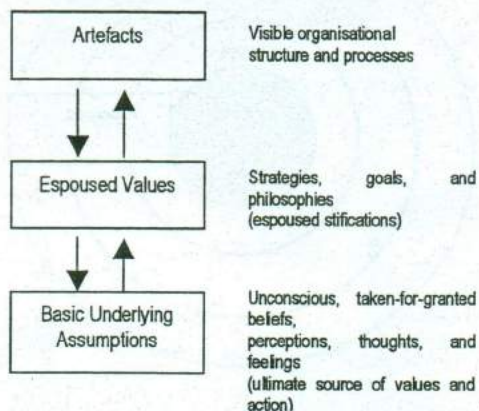 Artefacts
Visible organisational
structure and processes
Espoused Values
Strategies, goals, and
philosophies
(espoused stifications)
Basic Underlying
Assumptions
Unconscious, taken-for-granted
beliefs,
perceptions, thoughts, and
feelings
(ultimate source of values and
action)